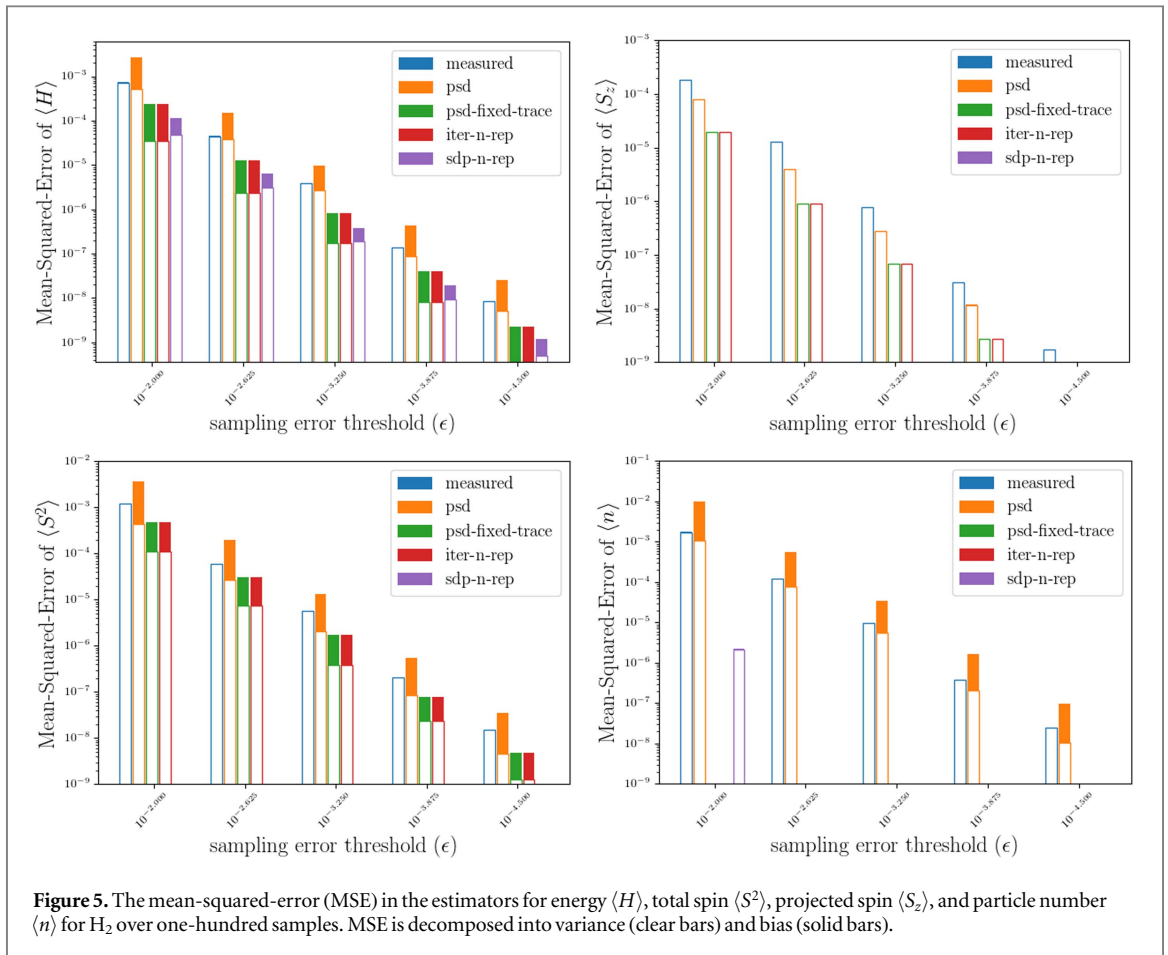 Mean-Squared-Error of ⟨H⟩
10⁻³
10⁻⁴
10⁻⁵
10⁻⁶
10⁻⁷
10⁻⁸
10⁻⁹
measured
psd
psd-fixed-trace
iter-n-rep
sdp-n-rep
10⁻²·⁰⁰⁰
10⁻²·⁶²⁵
10⁻³·²⁵⁰
10⁻³·⁸⁷⁵
10⁻⁴·⁵⁰⁰
sampling error threshold (ϵ)
Mean-Squared-Error of ⟨S_z⟩
10⁻³
10⁻⁴
10⁻⁵
10⁻⁶
10⁻⁷
10⁻⁸
10⁻⁹
measured
psd
psd-fixed-trace
iter-n-rep
sdp-n-rep
10⁻²·⁰⁰⁰
10⁻²·⁶²⁵
10⁻³·²⁵⁰
10⁻³·⁸⁷⁵
10⁻⁴·⁵⁰⁰
sampling error threshold (ϵ)
Mean-Squared-Error of ⟨S²⟩
10⁻²
10⁻³
10⁻⁴
10⁻⁵
10⁻⁶
10⁻⁷
10⁻⁸
10⁻⁹
measured
psd
psd-fixed-trace
iter-n-rep
sdp-n-rep
10⁻²·⁰⁰⁰
10⁻²·⁶²⁵
10⁻³·²⁵⁰
10⁻³·⁸⁷⁵
10⁻⁴·⁵⁰⁰
sampling error threshold (ϵ)
Mean-Squared-Error of ⟨n⟩
10⁻¹
10⁻²
10⁻³
10⁻⁴
10⁻⁵
10⁻⁶
10⁻⁷
10⁻⁸
10⁻⁹
measured
psd
psd-fixed-trace
iter-n-rep
sdp-n-rep
10⁻²·⁰⁰⁰
10⁻²·⁶²⁵
10⁻³·²⁵⁰
10⁻³·⁸⁷⁵
10⁻⁴·⁵⁰⁰
sampling error threshold (ϵ)
Figure 5. The mean-squared-error (MSE) in the estimators for energy ⟨H⟩, total spin ⟨S²⟩, projected spin ⟨S_z⟩, and particle number
⟨n⟩ for H₂ over one-hundred samples. MSE is decomposed into variance (clear bars) and bias (solid bars).